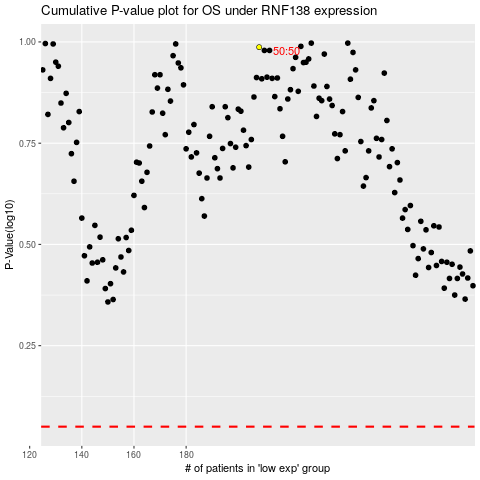 Cumulative P-value plot for OS under RNF138 expression
P-Value(log10)
1.00
0.75
0.50
0.25
50:50
120 140 160 180
# of patients in 'low exp' group